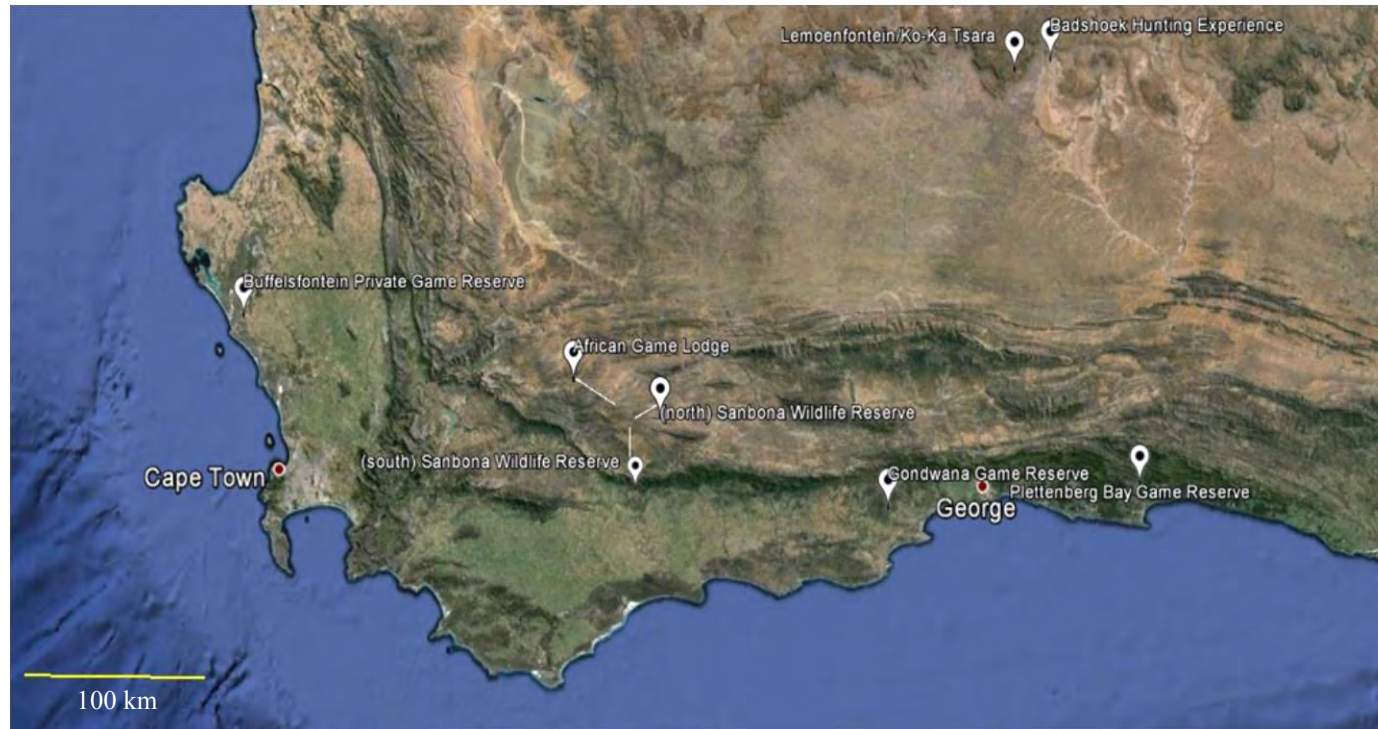 Badshoek Hunting Experience
Lemoenfontein/Ko-Ka Tsara
Buffelsfontein Private Game Reserve
African Game Lodge
(north) Sanbona Wildlife Reserve
(south) Sanbona Wildlife Reserve
Cape Town
Gondwana Game Reserve
Plettenberg Bay Game Reserve
George
100 km